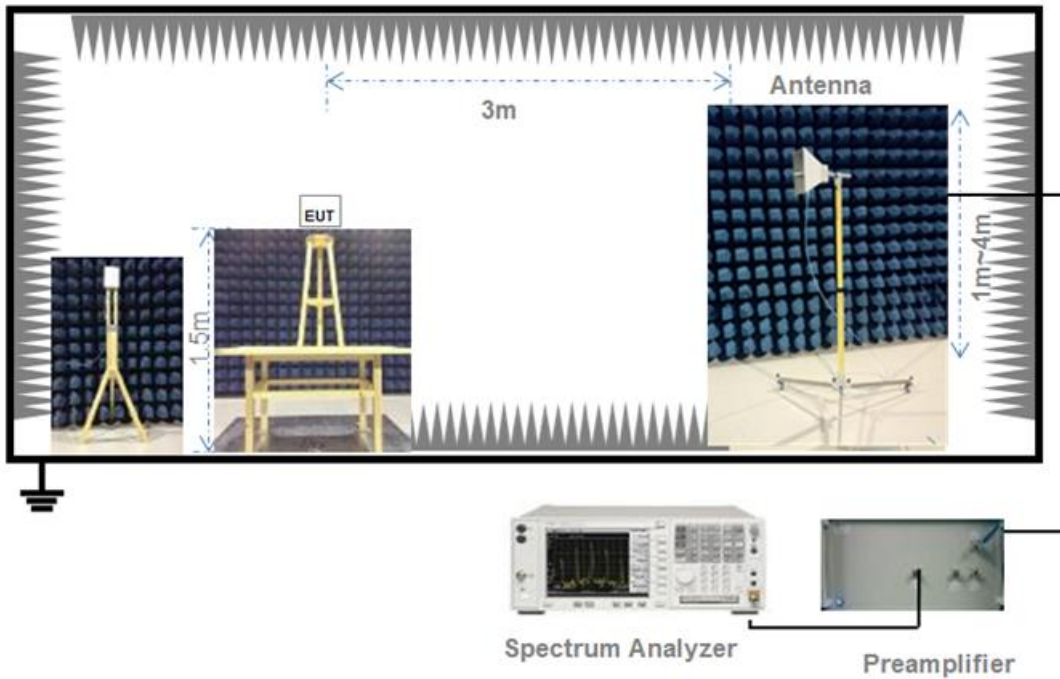 Antenna
3m
EUT
1.5m
1m~4m
Spectrum Analyzer
Preamplifier